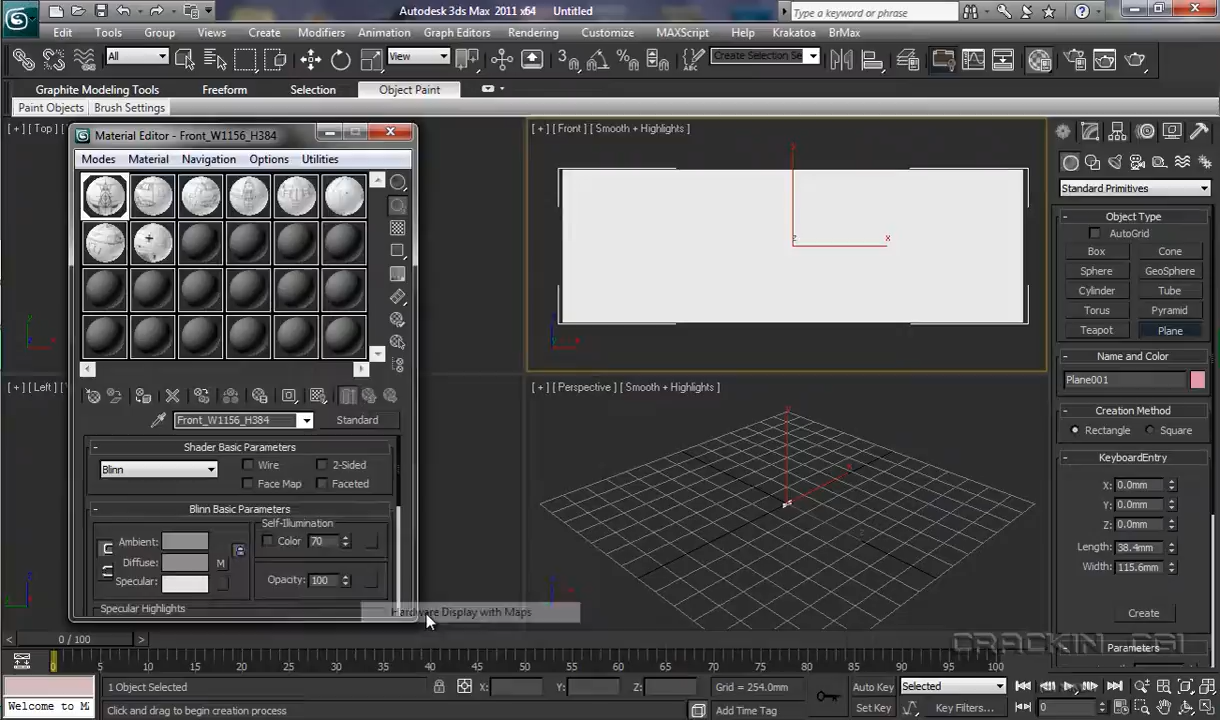 Autodesk 3ds Max 2011 x64 Untitled
Type a keyword or phrase
Edit Tools Group Views Create Modifiers Animation Graph Editors Rendering Customize MAXScript Help Krakatoa BrMax
All View Create Selection Se
Graphite Modeling Tools Freeform Selection Object Paint
Paint Objects Brush Settings
[ + ] [ Top ]
Material Editor - Front_W1156_H384
Modes Material Navigation Options Utilities
Front_W1156_H384 Standard
Shader Basic Parameters
Blinn Wire 2-Sided
Face Map Faceted
Blinn Basic Parameters
Self-Illumination
Ambient: Color 70
Diffuse: M
Specular: Opacity: 100
Specular Highlights
Hardware Display with Maps
[ + ] [ Left ]
[ + ] [ Front ] [ Smooth + Highlights ]
y
z x
x
[ + ] [ Perspective ] [ Smooth + Highlights ]
Standard Primitives
Object Type
AutoGrid
Box Cone
Sphere GeoSphere
Cylinder Tube
Torus Pyramid
Teapot Plane
Name and Color
Plane001
Creation Method
Rectangle Square
KeyboardEntry
X: 0.0mm
Y: 0.0mm
Z: 0.0mm
Length: 38.4mm
Width: 115.6mm
Create
Parameters
CRACKIN_CGI
< 0 / 100 >
0 5 10 15 20 25 30 35 40 45 50 55 60 65 70 75 80 85 90 95 100
1 Object Selected X: Y: Z: Grid = 254.0mm Auto Key Selected
Welcome to M Click and drag to begin creation process Add Time Tag Set Key Key Filters... 0